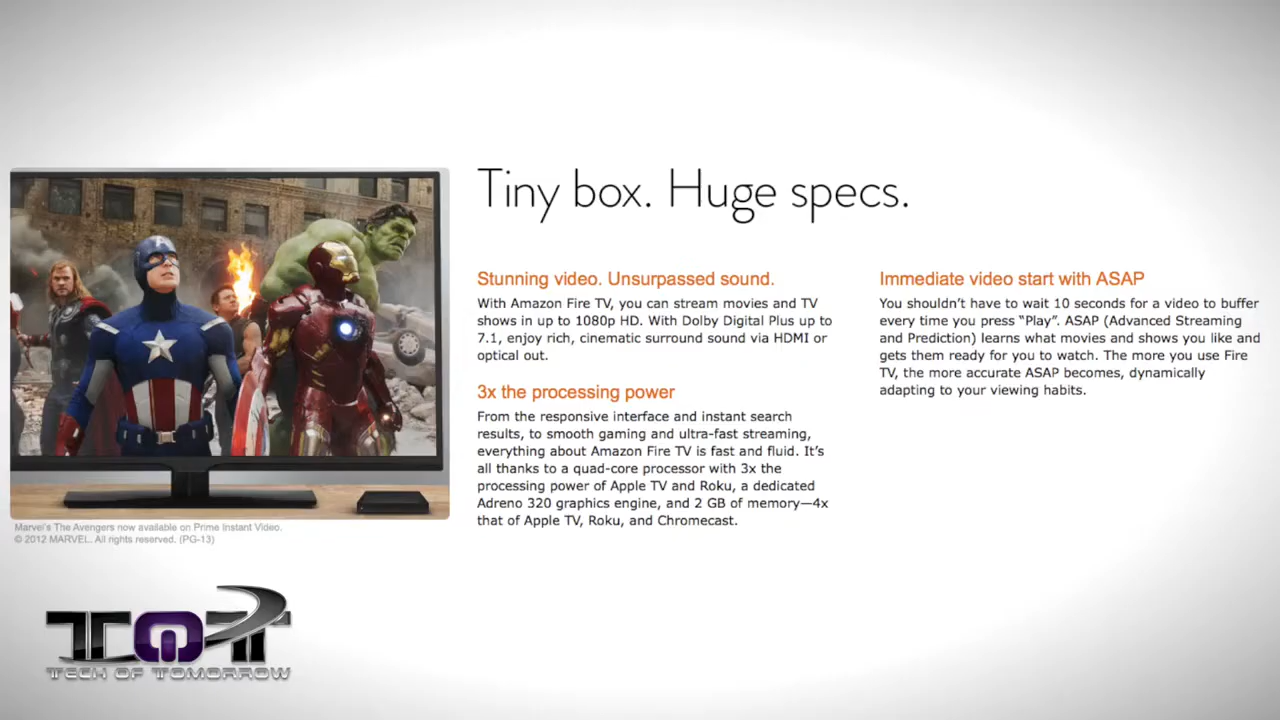 Tiny box. Huge specs.
Stunning video. Unsurpassed sound.
With Amazon Fire TV, you can stream movies and TV
shows in up to 1080p HD. With Dolby Digital Plus up to
7.1, enjoy rich, cinematic surround sound via HDMI or
optical out.
3x the processing power
From the responsive interface and instant search
results, to smooth gaming and ultra-fast streaming,
everything about Amazon Fire TV is fast and fluid. It's
all thanks to a quad-core processor with 3x the
processing power of Apple TV and Roku, a dedicated
Adreno 320 graphics engine, and 2 GB of memory—4x
that of Apple TV, Roku, and Chromecast.
Immediate video start with ASAP
You shouldn't have to wait 10 seconds for a video to buffer
every time you press "Play". ASAP (Advanced Streaming
and Prediction) learns what movies and shows you like and
gets them ready for you to watch. The more you use Fire
TV, the more accurate ASAP becomes, dynamically
adapting to your viewing habits.
Marvel's The Avengers now available on Prime Instant Video.
© 2012 MARVEL. All rights reserved. (PG-13)
TOT
TECH OF TOMORROW